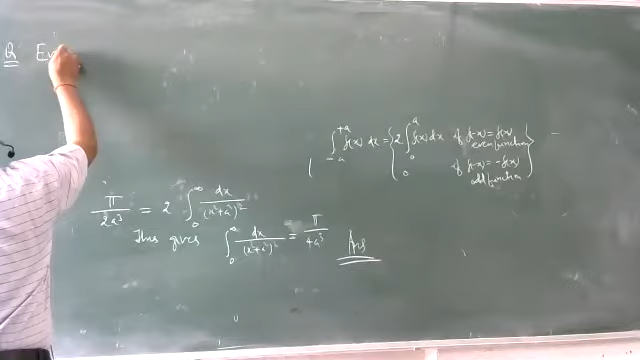 Q Ev
∫_{-a}^{+a} f(x) dx = { 2 ∫_0^a f(x) dx if f(-x) = f(x) even function
0 if f(-x) = -f(x) odd function }
π/2a³ = 2 ∫_0^∞ dx/(x²+a²)²
This gives ∫_0^∞ dx/(x²+a²)² = π/4a³ Ans